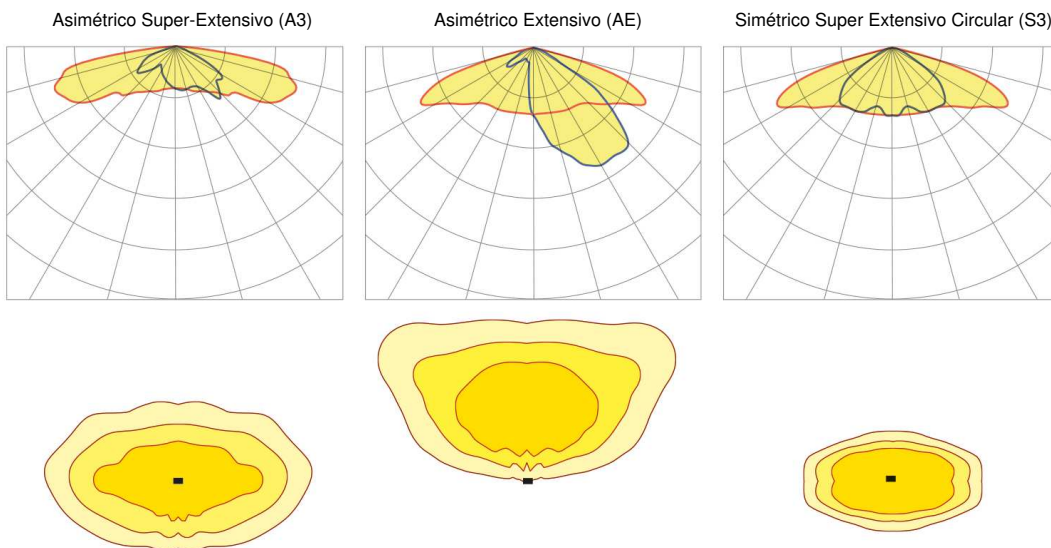 Asimétrico Super-Extensivo (A3)
Asimétrico Extensivo (AE)
Simétrico Super Extensivo Circular (S3)